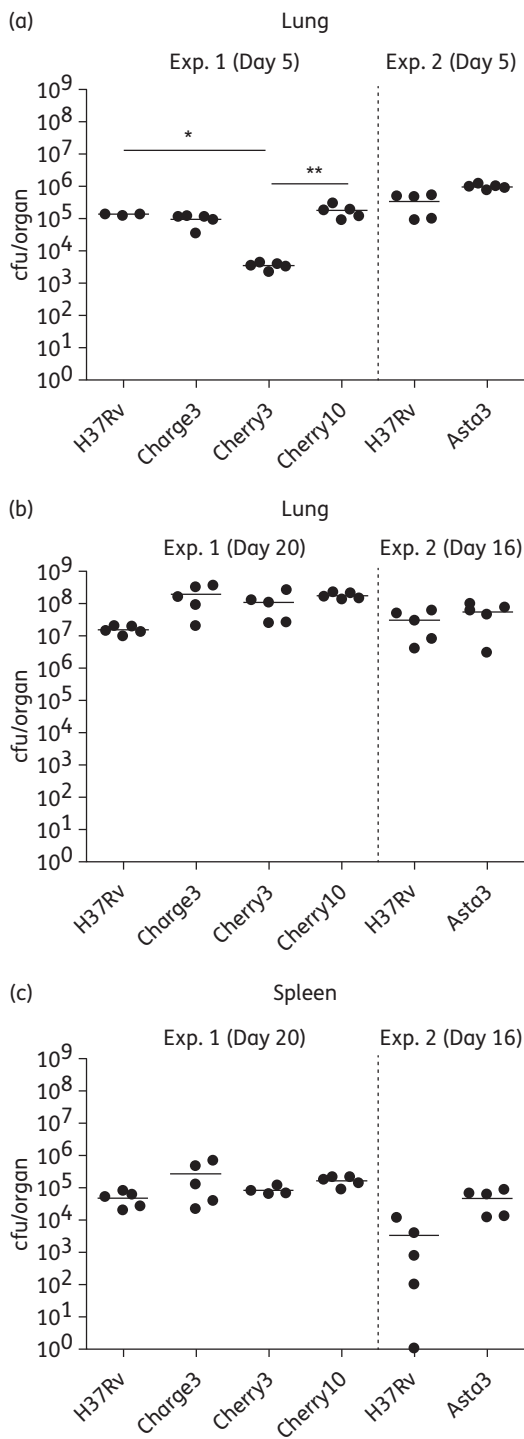 (a) Lung
Exp. 1 (Day 5) Exp. 2 (Day 5)
* **
cfu/organ
10⁹
10⁸
10⁷
10⁶
10⁵
10⁴
10³
10²
10¹
10⁰
H37Rv Charge3 Cherry3 Cherry10 H37Rv Asta3
(b) Lung
Exp. 1 (Day 20) Exp. 2 (Day 16)
cfu/organ
10⁹
10⁸
10⁷
10⁶
10⁵
10⁴
10³
10²
10¹
10⁰
H37Rv Charge3 Cherry3 Cherry10 H37Rv Asta3
(c) Spleen
Exp. 1 (Day 20) Exp. 2 (Day 16)
cfu/organ
10⁹
10⁸
10⁷
10⁶
10⁵
10⁴
10³
10²
10¹
10⁰
H37Rv Charge3 Cherry3 Cherry10 H37Rv Asta3